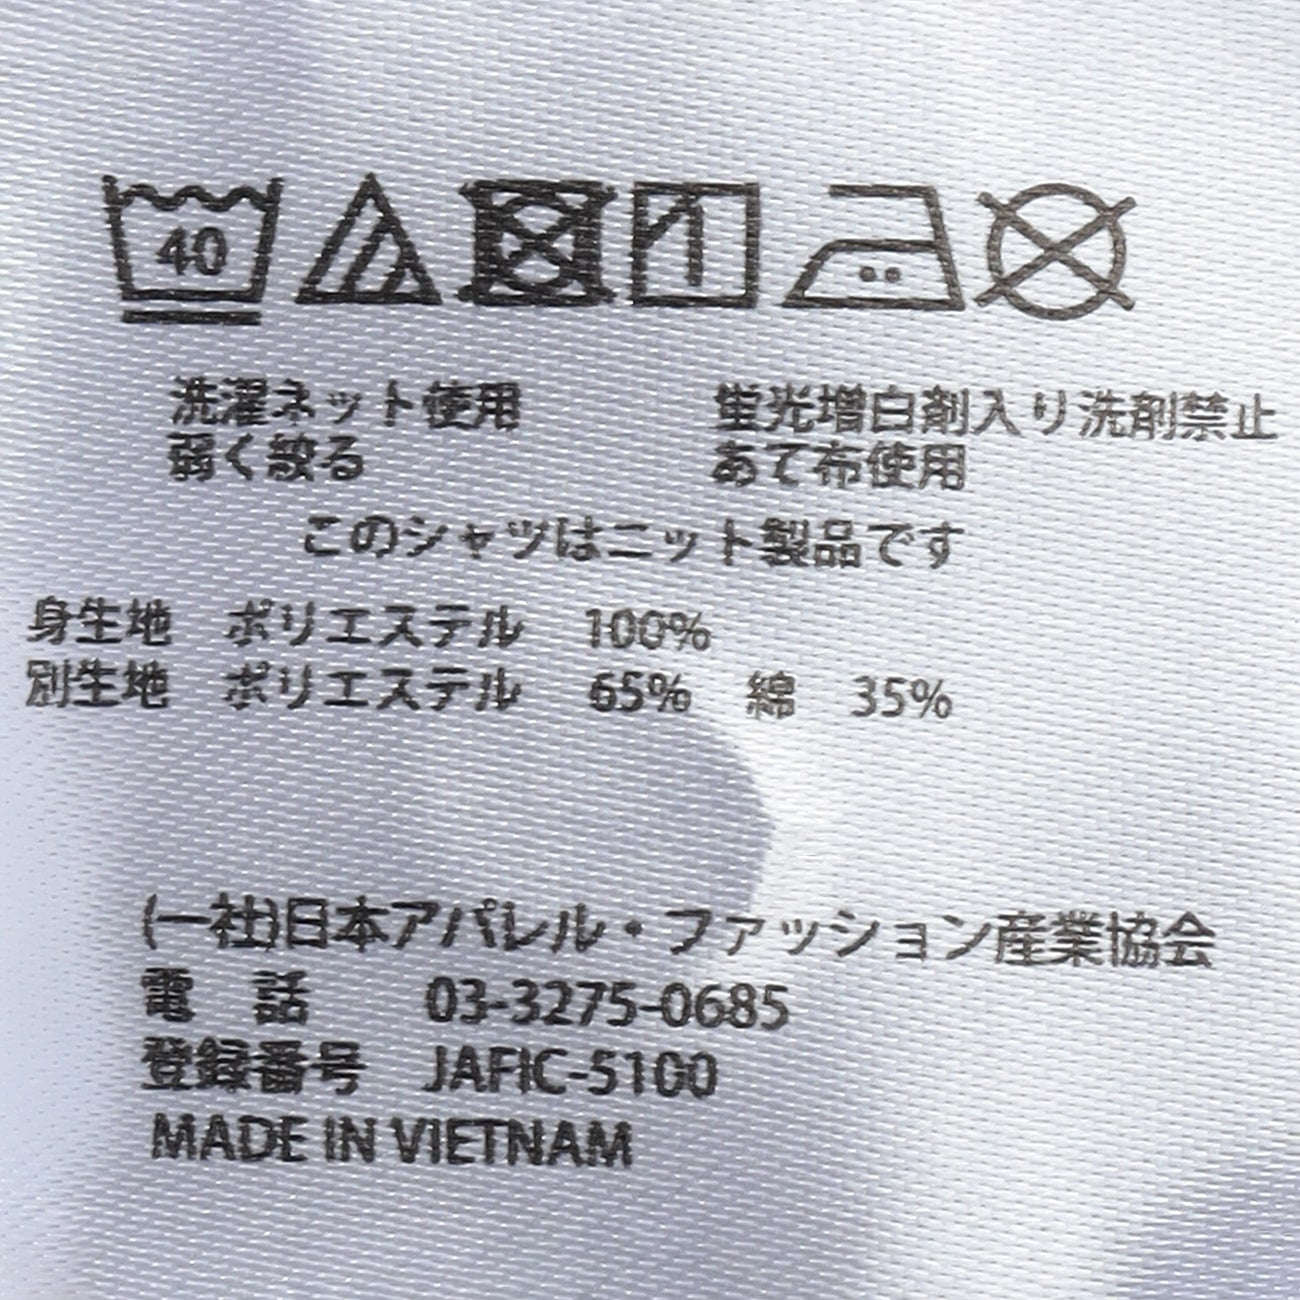 40
洗濯ネット使用 蛍光増白剤入り洗剤禁止
弱く絞る あて布使用
このシャツはニット製品です
身生地 ポリエステル 100%
別生地 ポリエステル 65% 綿 35%
(一社)日本アパレル・ファッション産業協会
電 話 03-3275-0685
登録番号 JAFIC-5100
MADE IN VIETNAM